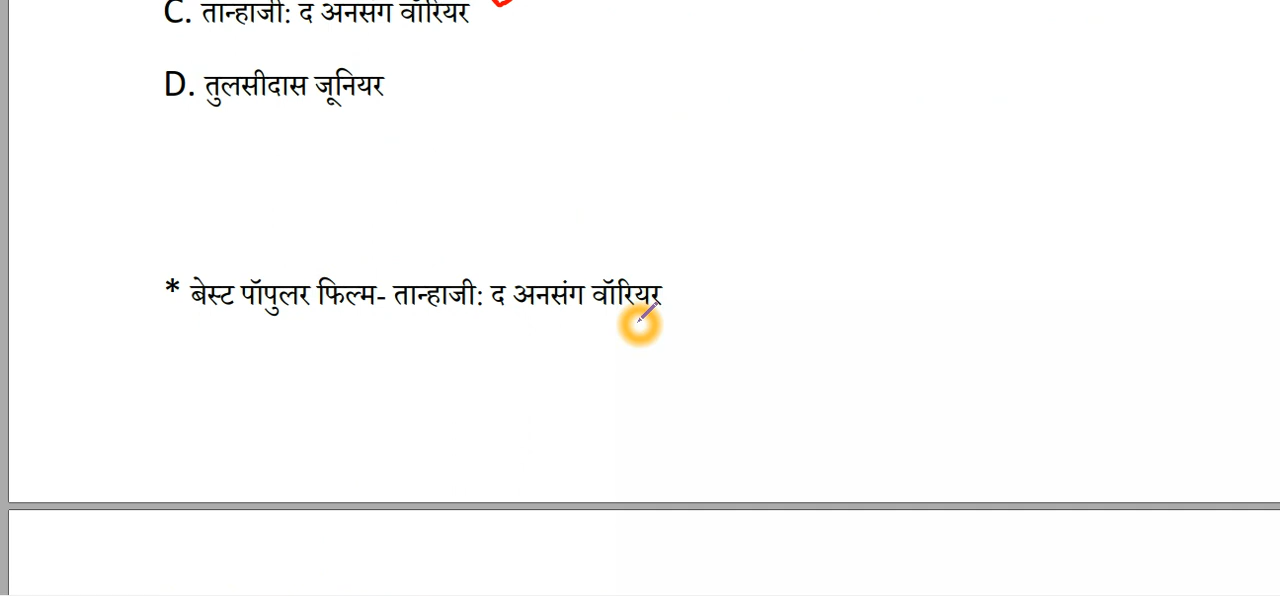 C. तान्हाजी: द अनसंग वॉरियर
D. तुलसीदास जूनियर
* बेस्ट पॉपुलर फिल्म- तान्हाजी: द अनसंग वॉरियर